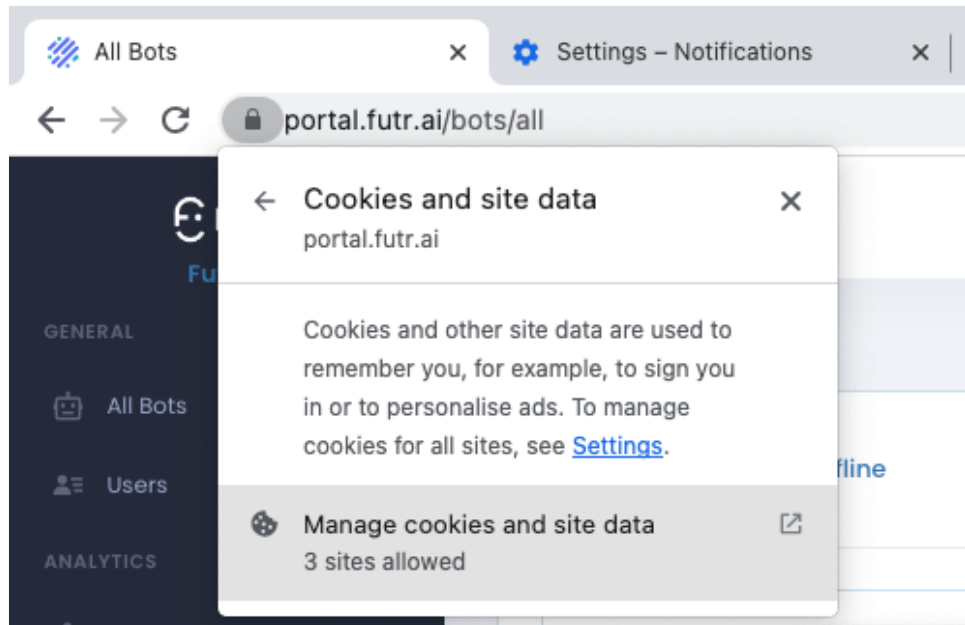 All Bots
Settings – Notifications
portal.futr.ai/bots/all
Cookies and site data
portal.futr.ai
Cookies and other site data are used to
remember you, for example, to sign you
in or to personalise ads. To manage
cookies for all sites, see Settings.
Manage cookies and site data
3 sites allowed
GENERAL
All Bots
Users
ANALYTICS